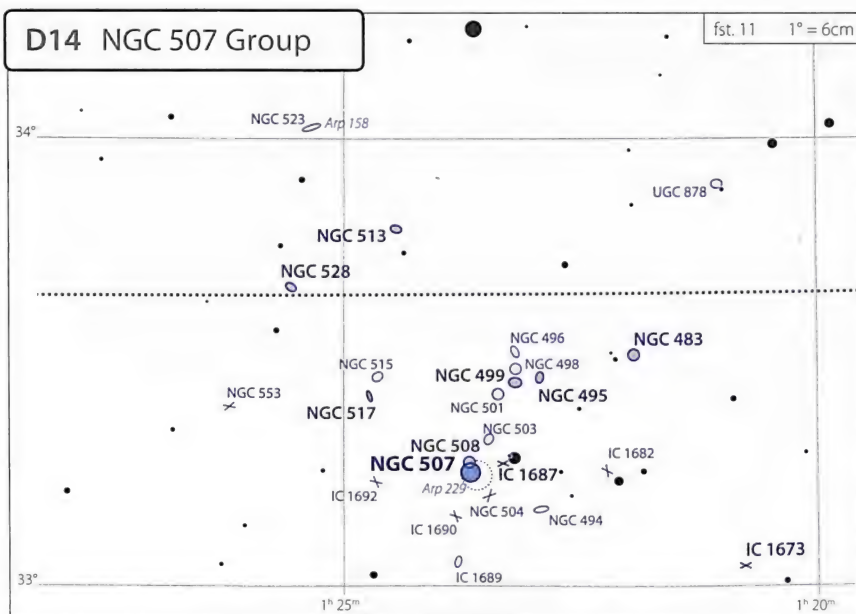 D14 NGC 507 Group
fst. 11 1° = 6cm
NGC 523 Arp 158
34°
UGC 878
NGC 513
NGC 528
NGC 496
NGC 483
NGC 515
NGC 499
NGC 498
NGC 553
NGC 517
NGC 501
NGC 495
NGC 503
NGC 508
NGC 507
IC 1687
IC 1682
IC 1692
Arp 229
NGC 504
NGC 494
IC 1690
IC 1673
IC 1689
33°
1ʰ 25ᵐ
1ʰ 20ᵐ